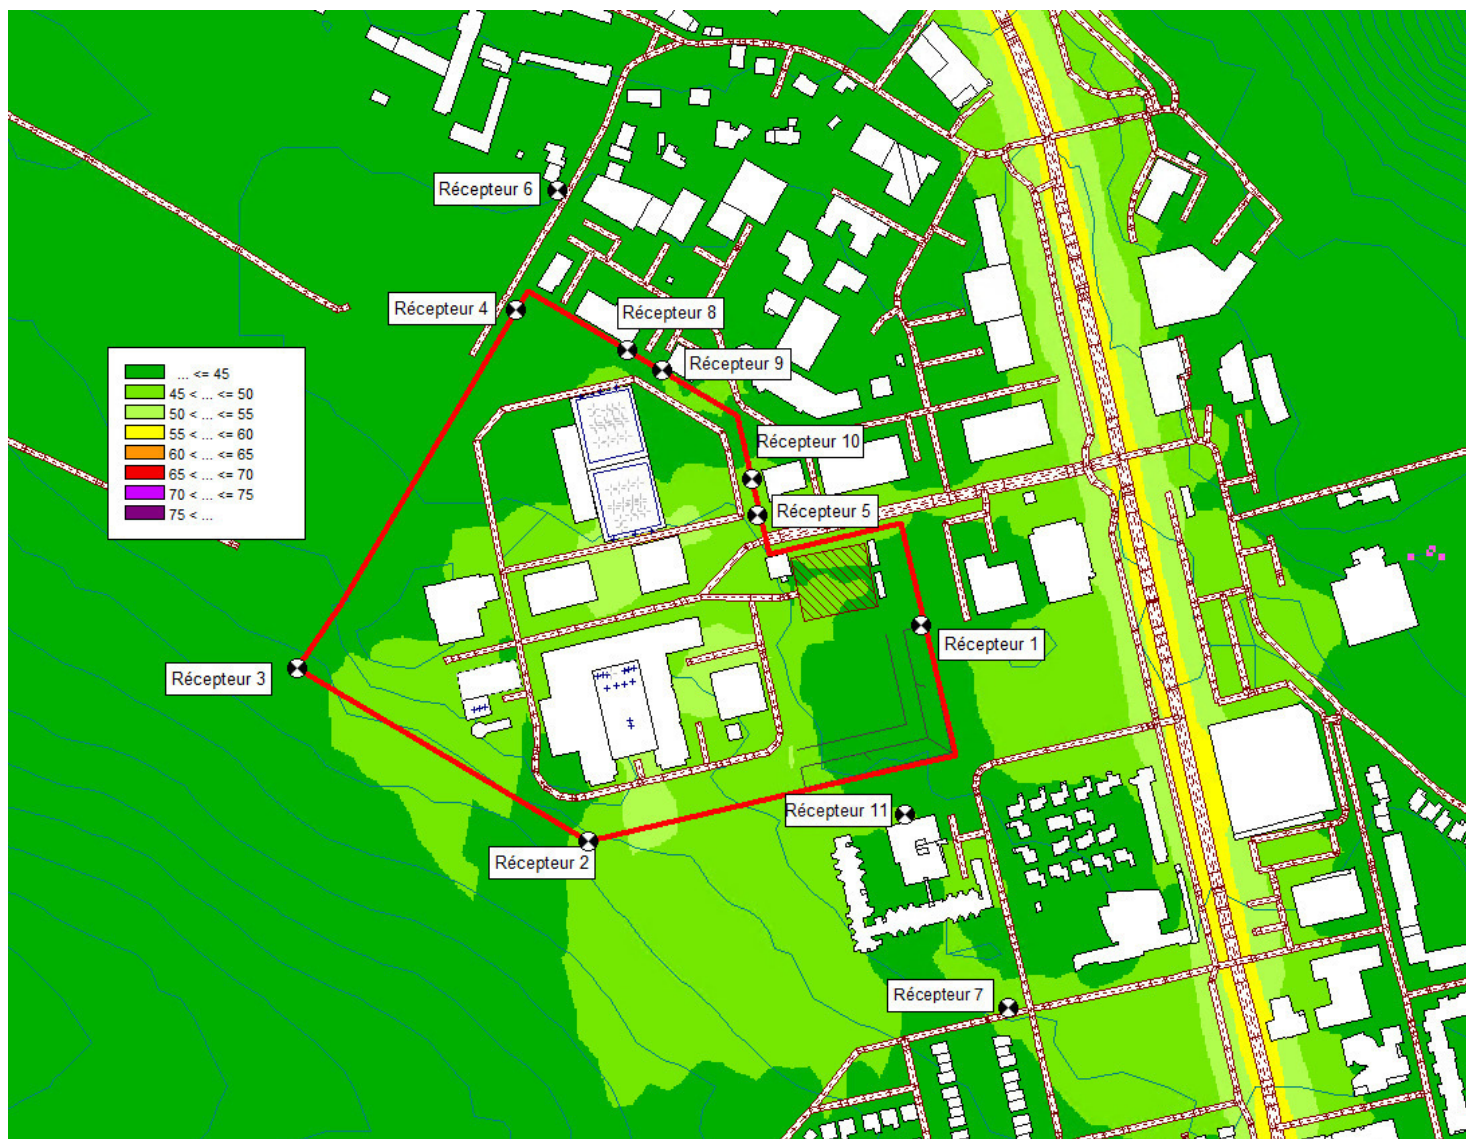 Récepteur 6
Récepteur 4
Récepteur 8
Récepteur 9
... <= 45
45 < ... <= 50
50 < ... <= 55
55 < ... <= 60
60 < ... <= 65
65 < ... <= 70
70 < ... <= 75
75 < ...
Récepteur 10
Récepteur 5
Récepteur 1
Récepteur 3
Récepteur 11
Récepteur 2
Récepteur 7